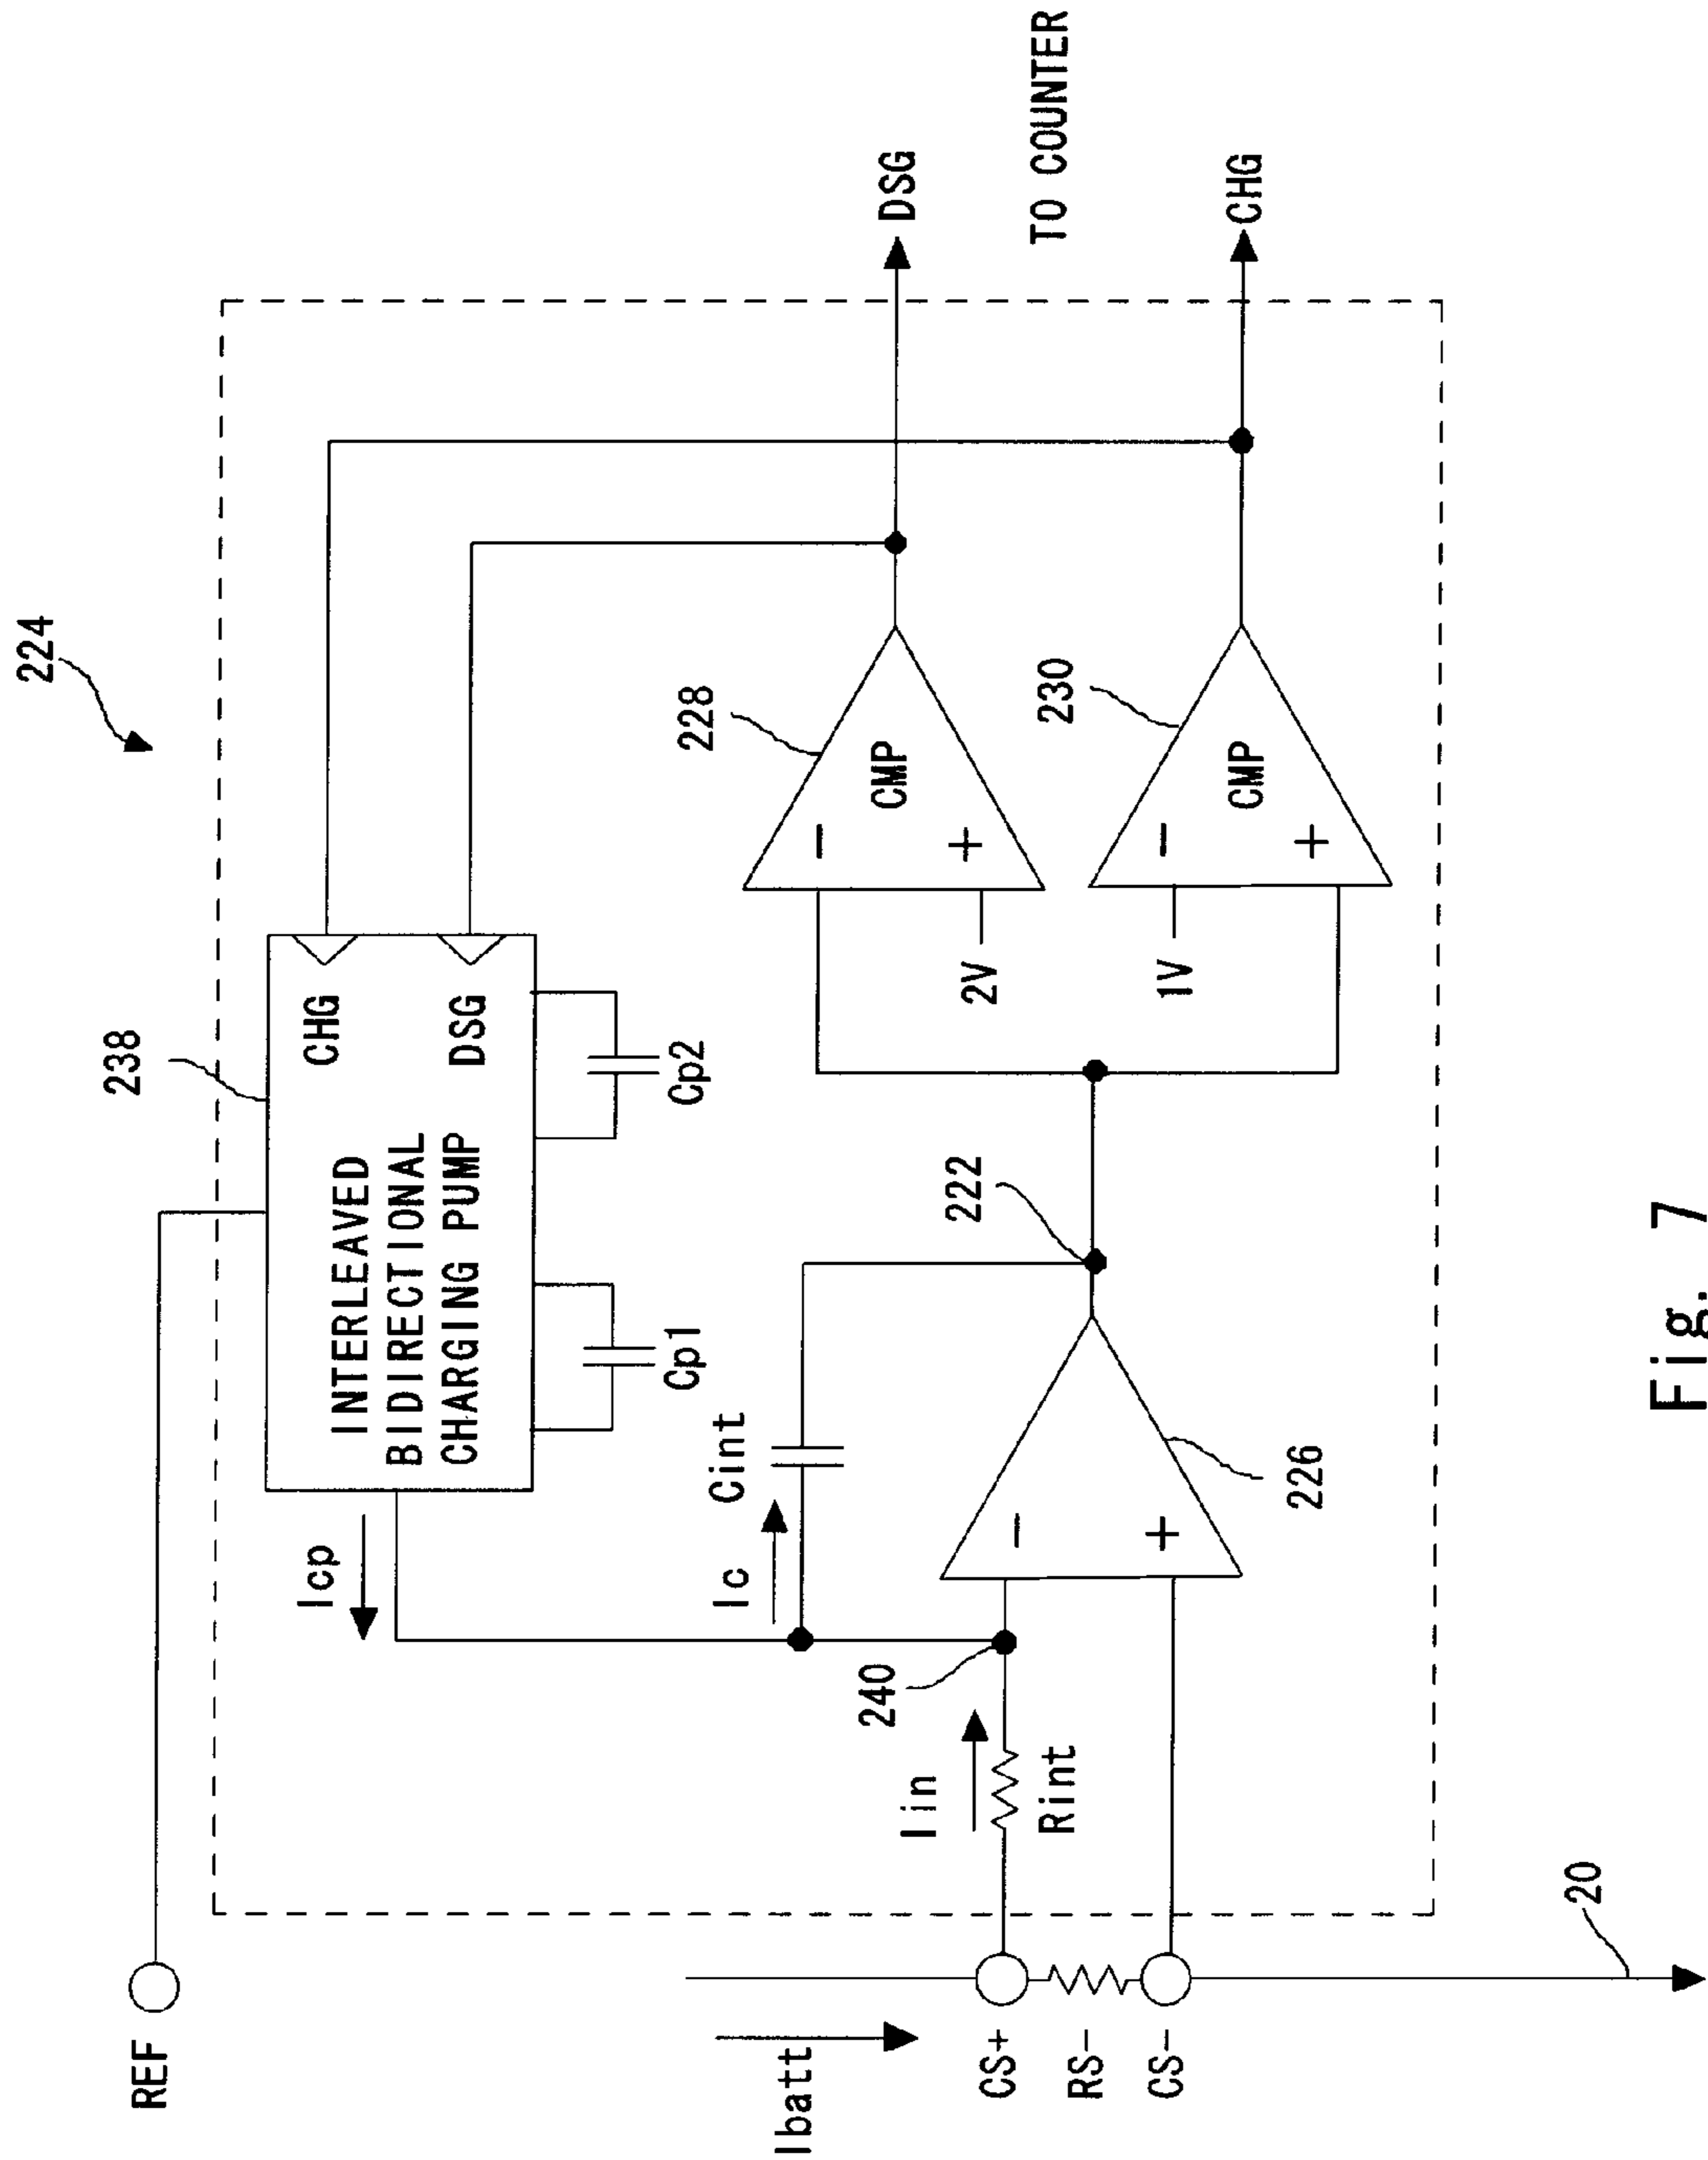 224
REF
238
INTERLEAVED
BIDIRECTIONAL
CHARGING PUMP
CHG
DSG
Icp
Cp1
Cp2
Ic
Cint
228
CMP
-
+
2V
DSG
TO COUNTER
230
CMP
-
+
1V
CHG
222
240
Iin
Rint
-
+
226
Ibatt
CS+
RS-
CS-
20
Fig. 7